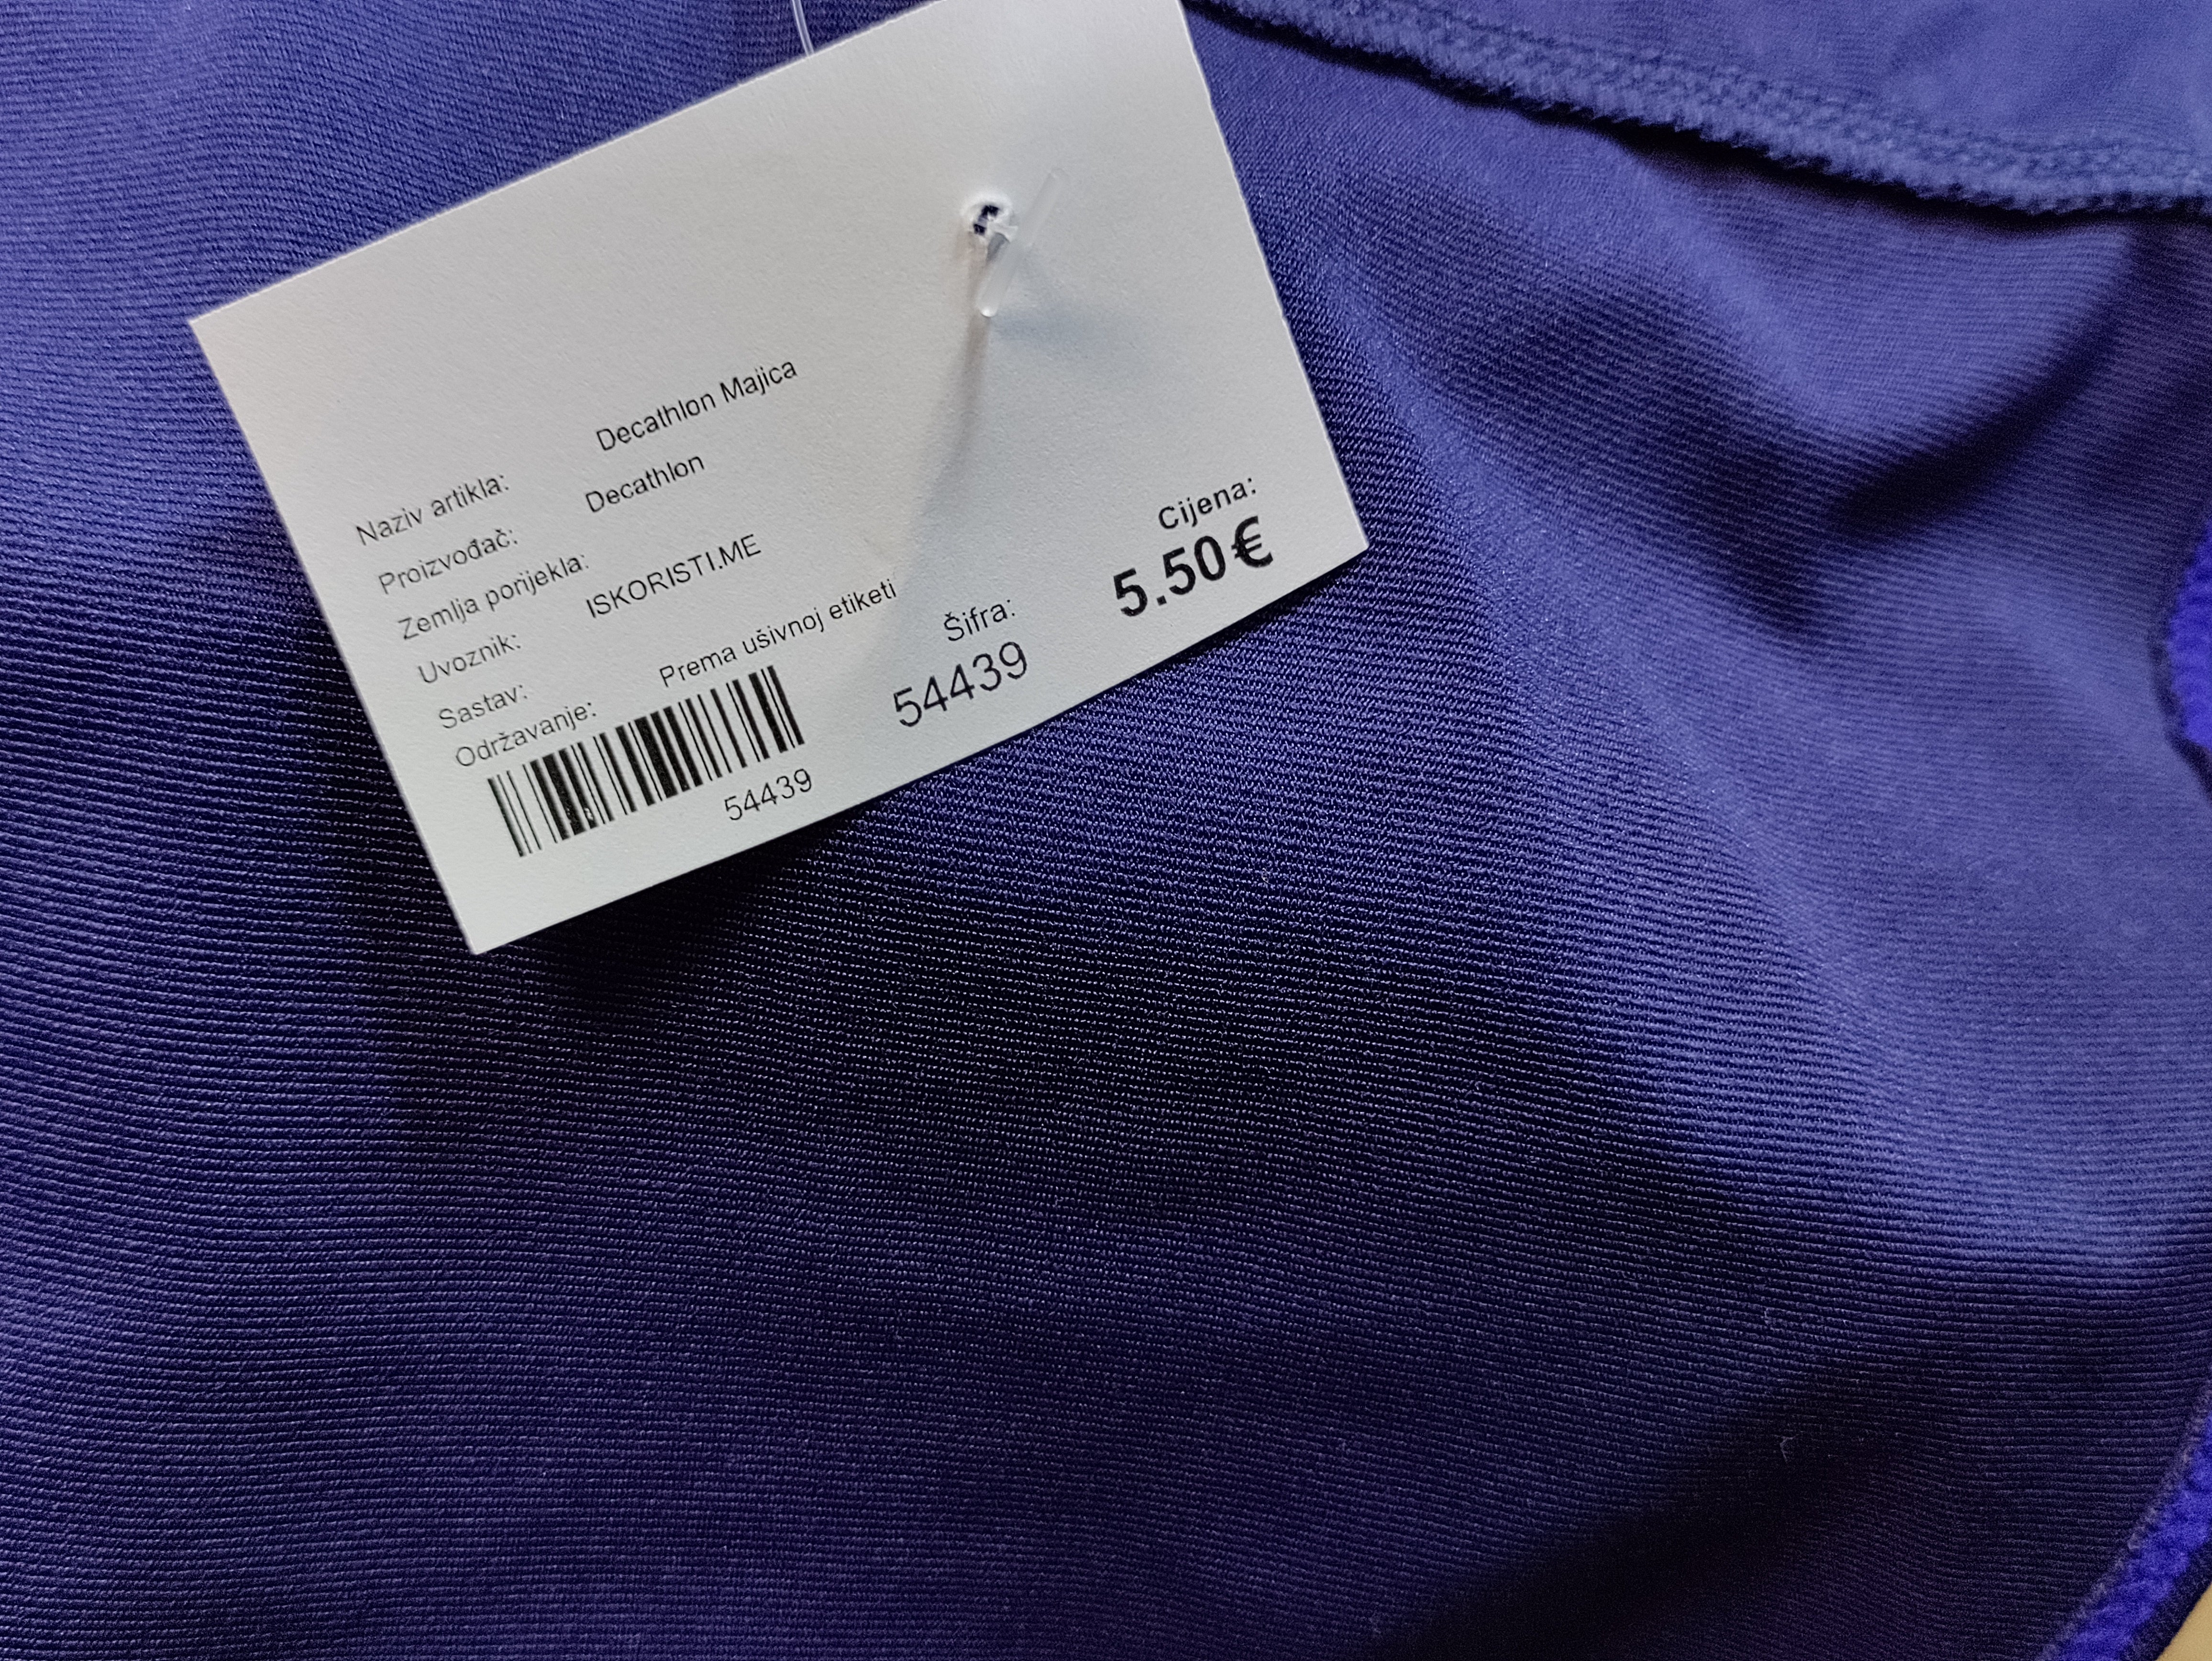 Naziv artikla: Decathlon Majica
Proizvođač: Decathlon
Zemlja porijekla:
Uvoznik: ISKORISTI.ME
Sastav:
Održavanje: Prema ušivnoj etiketi
54439
Šifra:
54439
Cijena:
5.50€